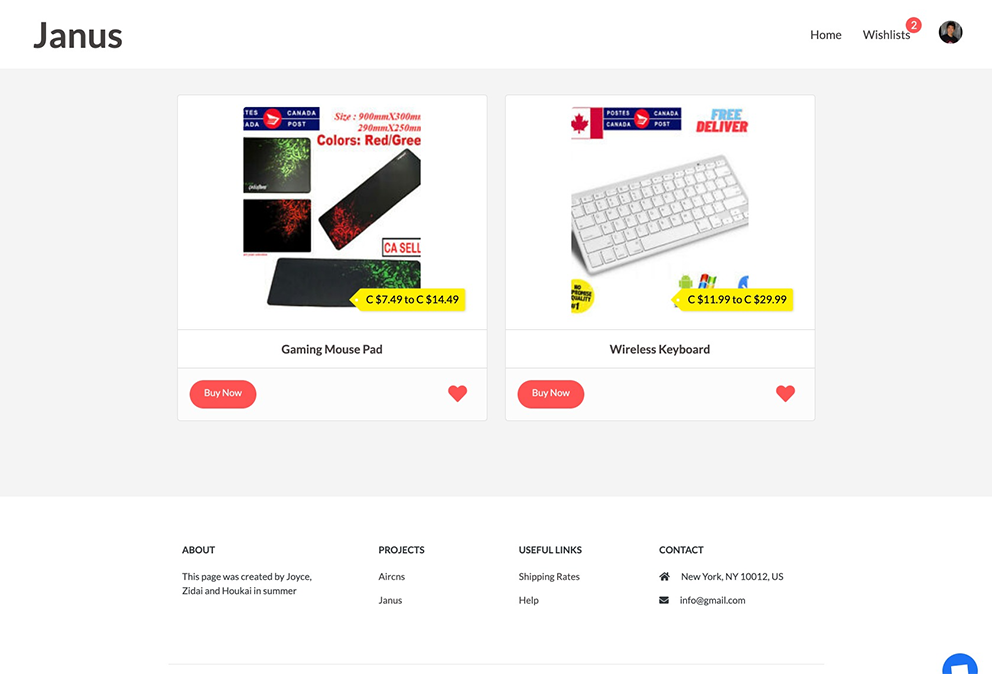 Janus
Home
Wishlists
2
TES CANADA
ADA POST
Size : 900mmX300mm
290mmX250mm
Colors: Red/Gree
CA SELL
C $7.49 to C $14.49
POSTES CANADA
CANADA POST
FREE
DELIVER
QUALITY
#1
C $11.99 to C $29.99
Gaming Mouse Pad
Wireless Keyboard
Buy Now
Buy Now
ABOUT
This page was created by Joyce,
Zidai and Houkai in summer
PROJECTS
Aircns
Janus
USEFUL LINKS
Shipping Rates
Help
CONTACT
New York, NY 10012, US
info@gmail.com